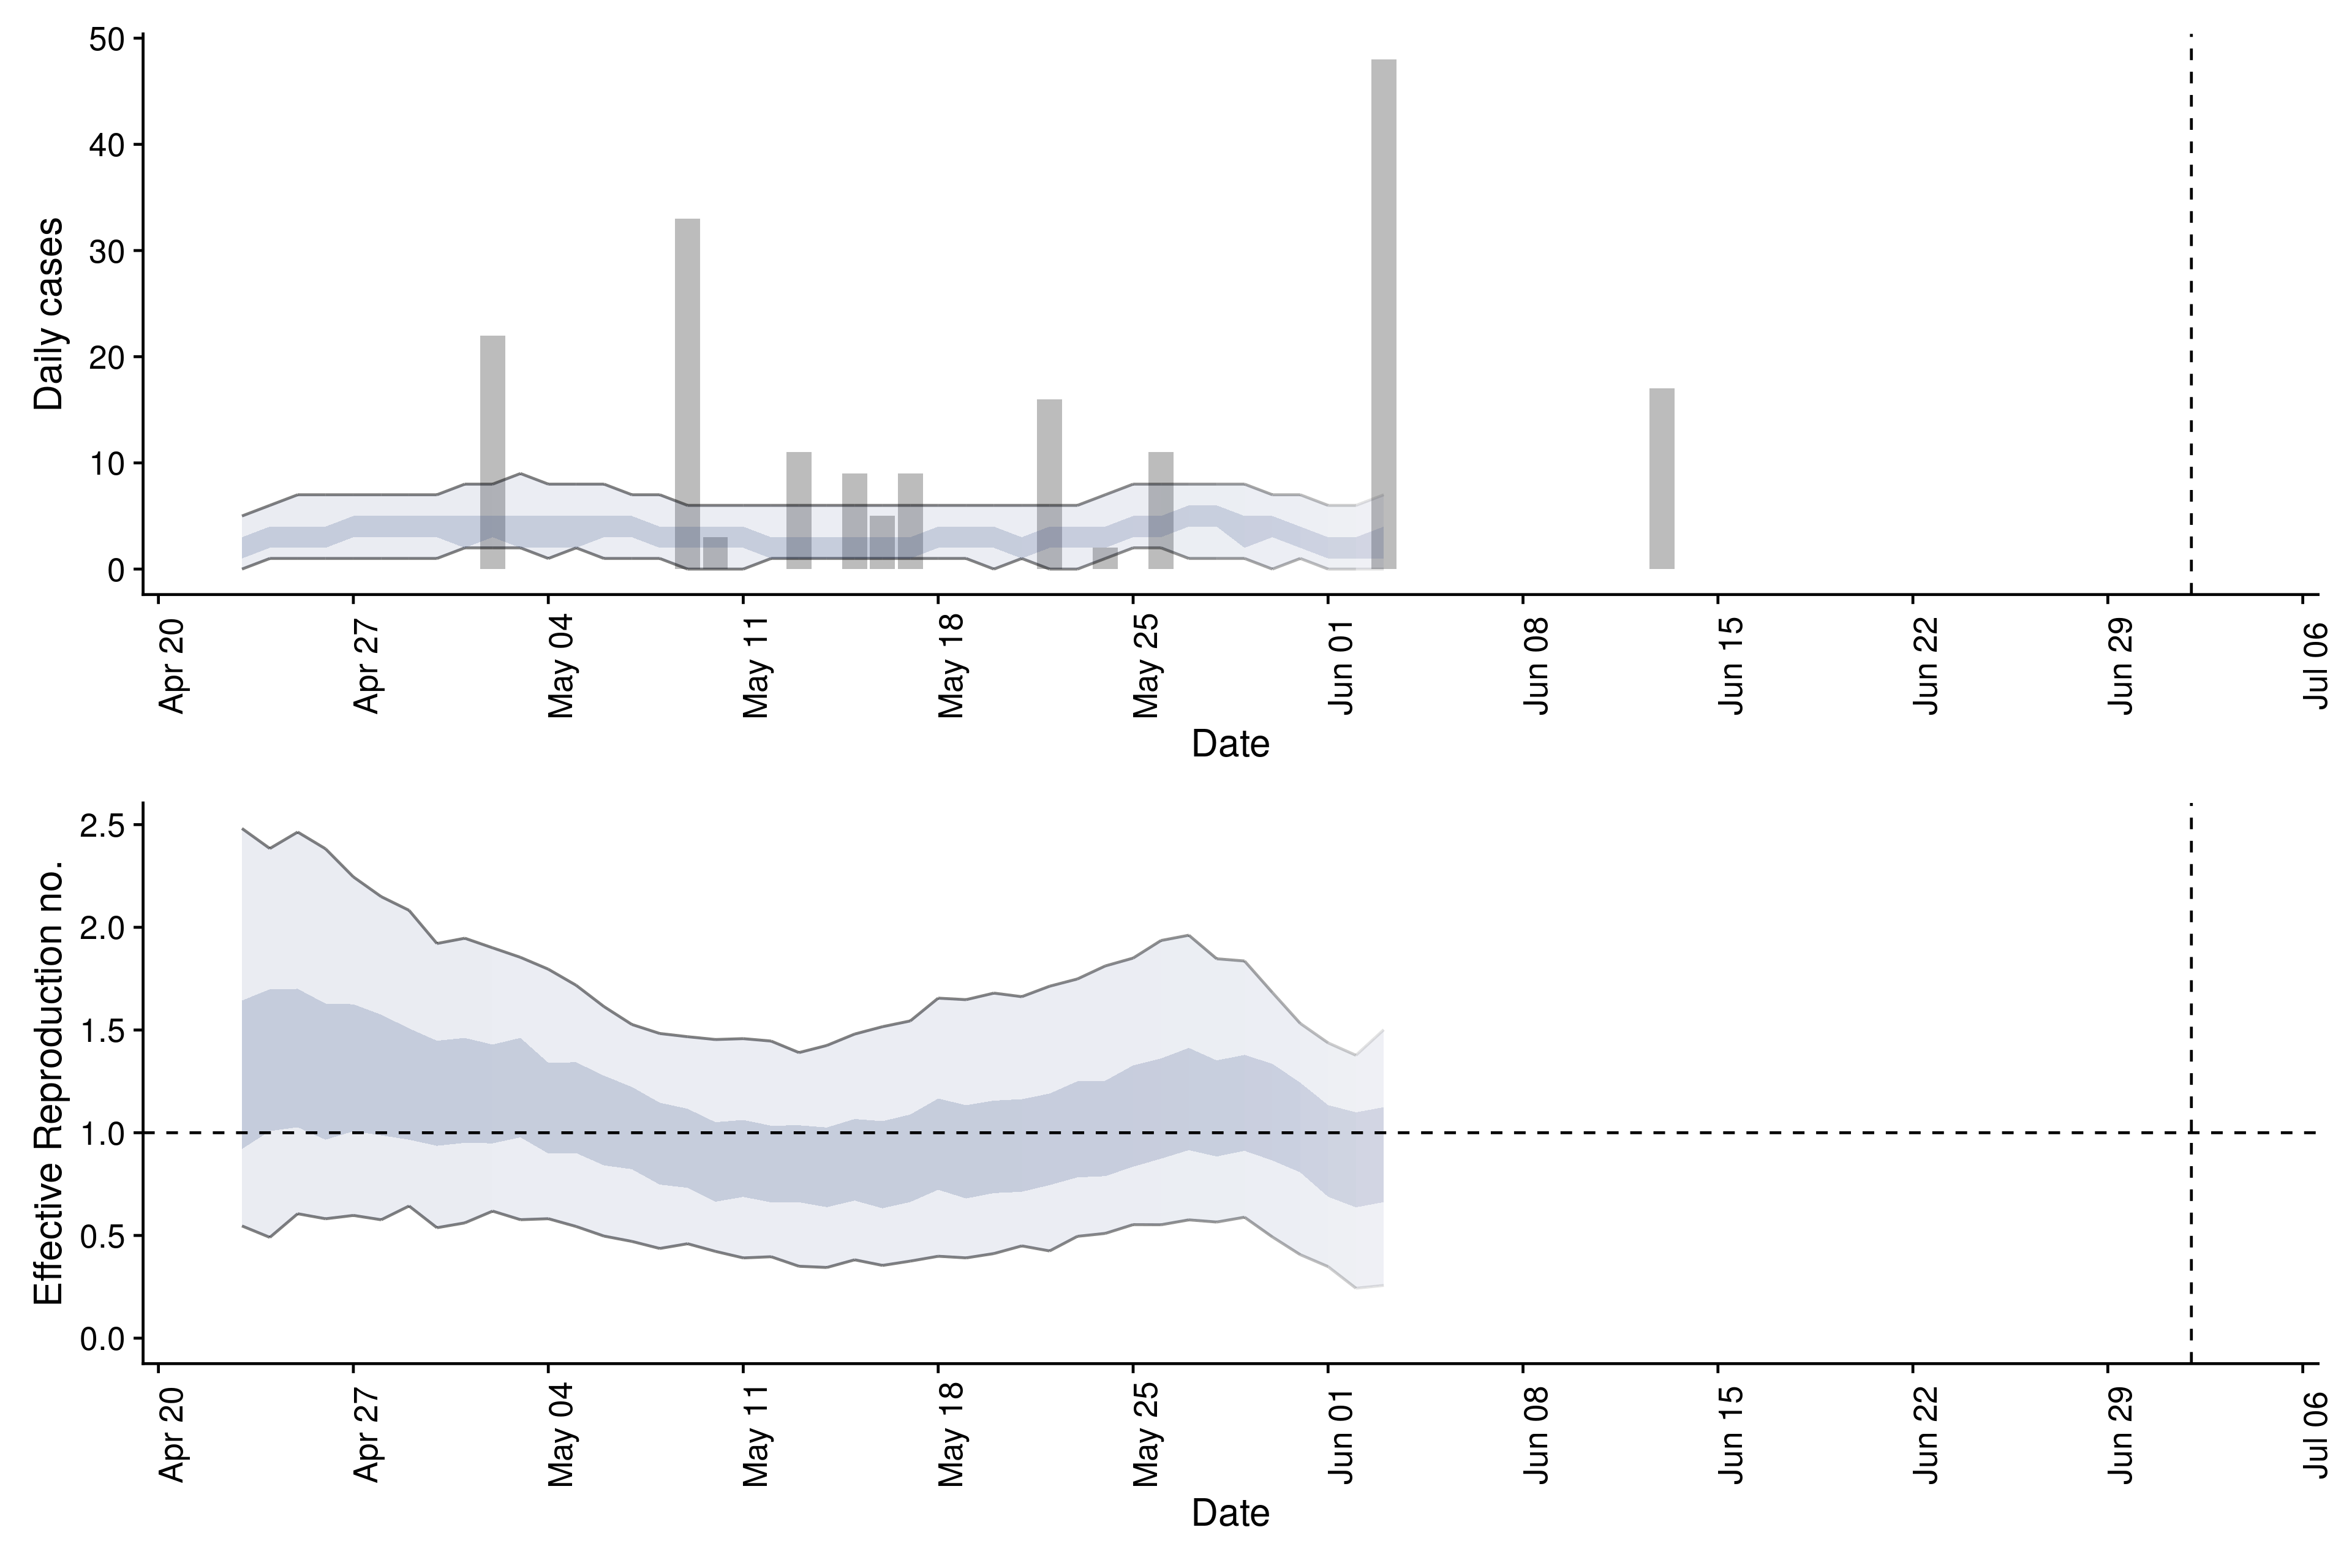 50
40
30
20
10
0
Daily cases
Apr 20
Apr 27
May 04
May 11
May 18
May 25
Jun 01
Jun 08
Jun 15
Jun 22
Jun 29
Jul 06
Date
2.5
2.0
1.5
1.0
0.5
0.0
Effective Reproduction no.
Apr 20
Apr 27
May 04
May 11
May 18
May 25
Jun 01
Jun 08
Jun 15
Jun 22
Jun 29
Jul 06
Date